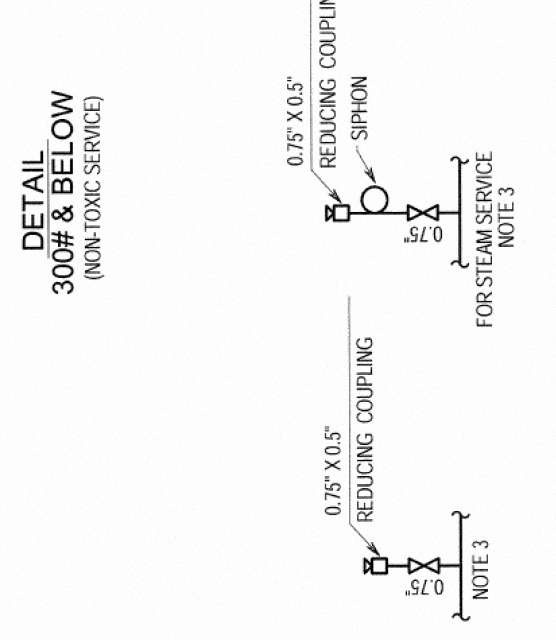 DETAIL
300# & BELOW
(NON-TOXIC SERVICE)
0.75" X 0.5"
REDUCING COUPLING
SIPHON
0.75"
FOR STEAM SERVICE
NOTE 3
0.75" X 0.5"
REDUCING COUPLING
0.75"
NOTE 3